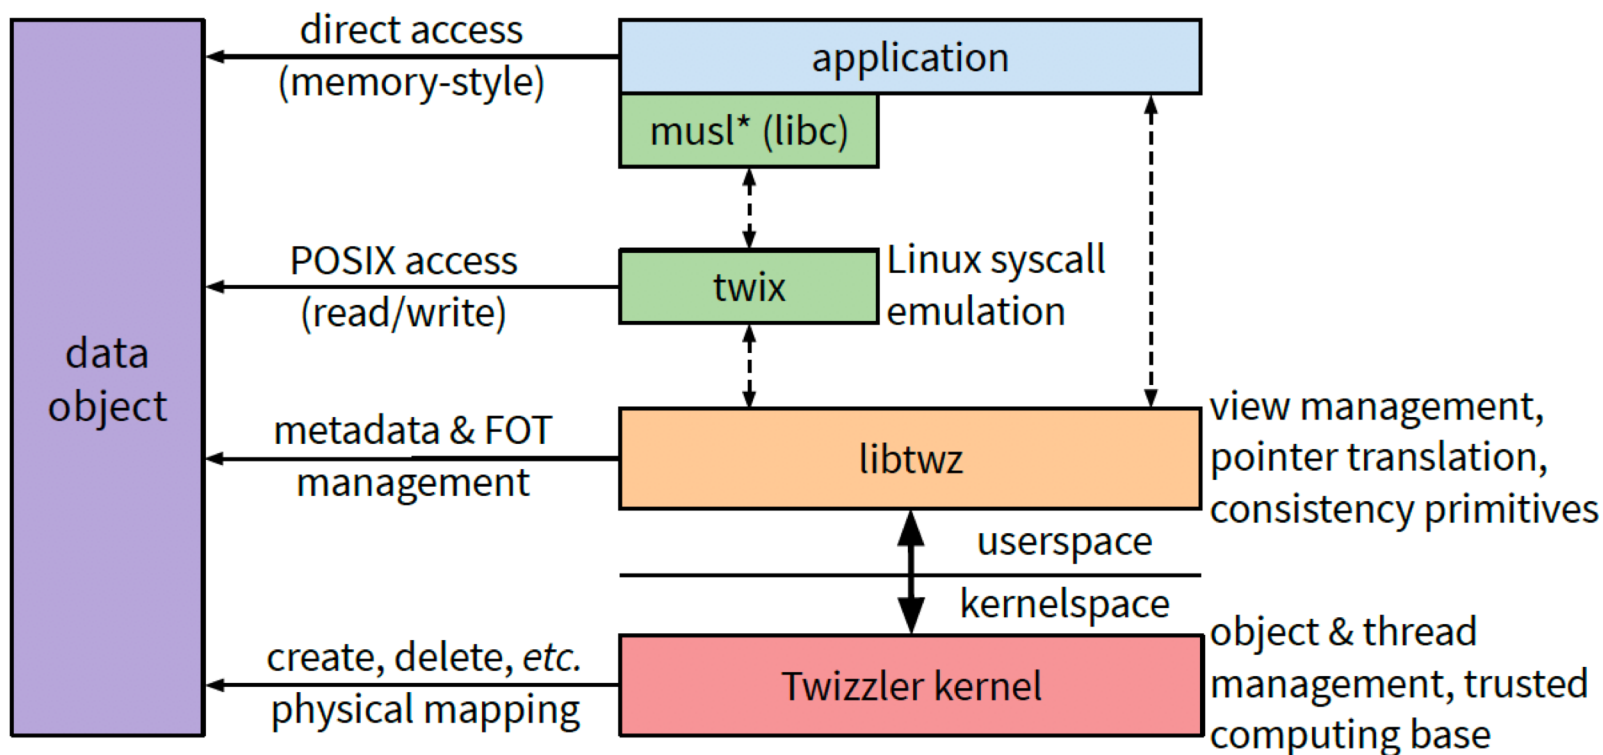 direct access
(memory-style)
application
musl* (libc)
POSIX access
(read/write)
twix
Linux syscall
emulation
data
object
metadata & FOT
management
libtwz
view management,
pointer translation,
consistency primitives
userspace
kernelspace
create, delete, etc.
physical mapping
Twizzler kernel
object & thread
management, trusted
computing base